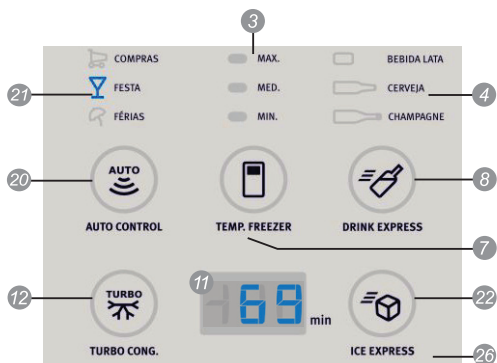 3
COMPRAS MAX. BEBIDA LATA
21 FESTA MED. CERVEJA 4
FÉRIAS MIN. CHAMPAGNE
20 AUTO 8
AUTO CONTROL TEMP. FREEZER DRINK EXPRESS
7
12 TURBO 11 69 min 22
TURBO CONG. ICE EXPRESS 26